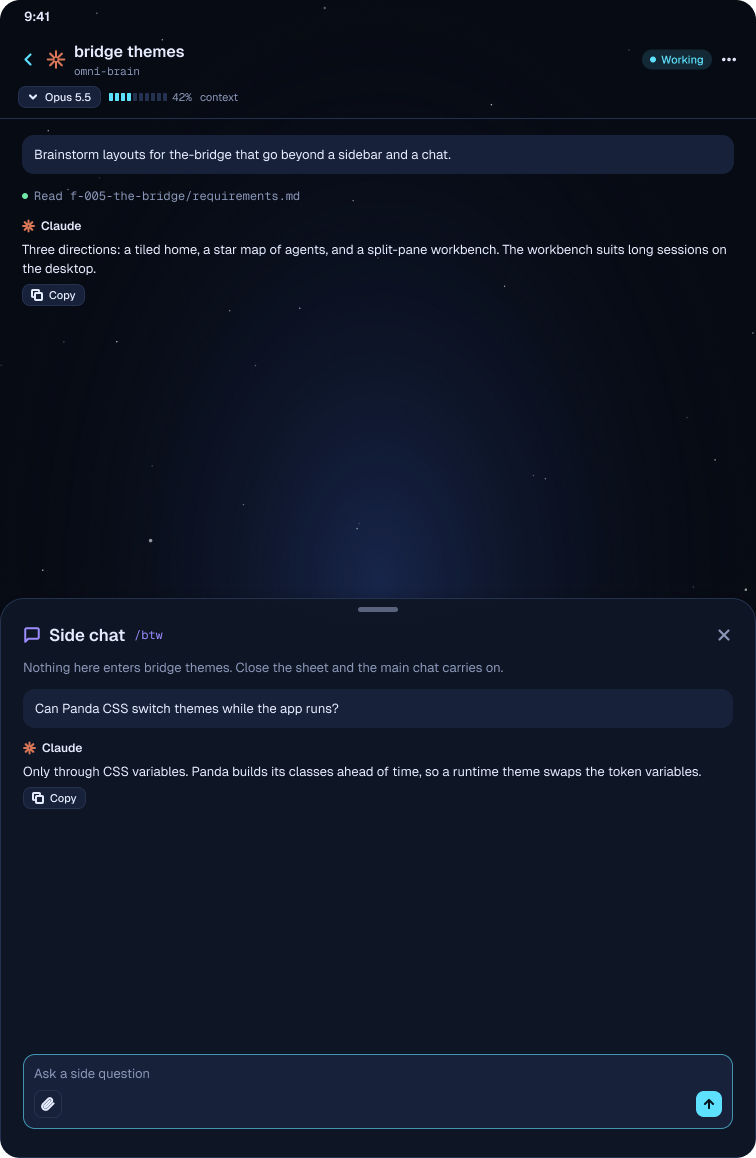 9:41
bridge themes
omni-brain
Working
Opus 5.5
42% context
Brainstorm layouts for the-bridge that go beyond a sidebar and a chat.
Read f-005-the-bridge/requirements.md
Claude
Three directions: a tiled home, a star map of agents, and a split-pane workbench. The workbench suits long sessions on
the desktop.
Copy
Side chat /btw
Nothing here enters bridge themes. Close the sheet and the main chat carries on.
Can Panda CSS switch themes while the app runs?
Claude
Only through CSS variables. Panda builds its classes ahead of time, so a runtime theme swaps the token variables.
Copy
Ask a side question